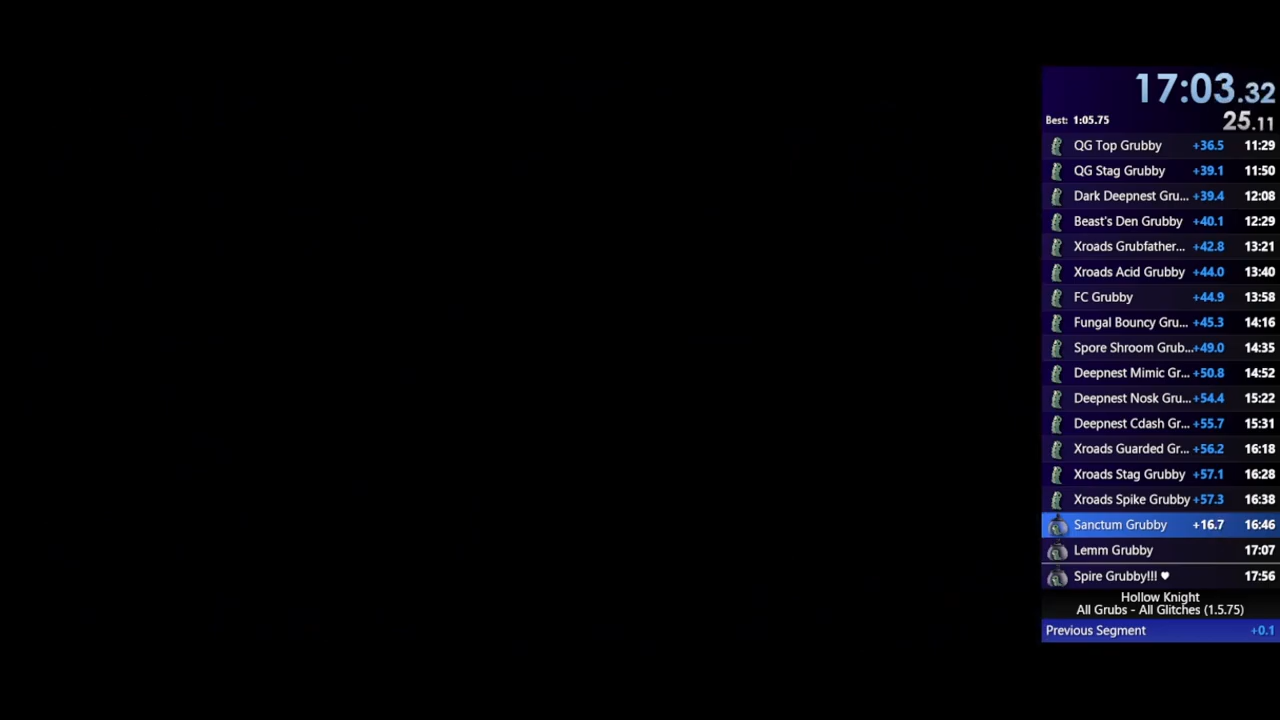 17:03.32
Best: 1:05.75 25.11
QG Top Grubby +36.5 11:29
QG Stag Grubby +39.1 11:50
Dark Deepnest Gru... +39.4 12:08
Beast's Den Grubby +40.1 12:29
Xroads Grubfather... +42.8 13:21
Xroads Acid Grubby +44.0 13:40
FC Grubby +44.9 13:58
Fungal Bouncy Gru... +45.3 14:16
Spore Shroom Grub... +49.0 14:35
Deepnest Mimic Gr... +50.8 14:52
Deepnest Nosk Gru... +54.4 15:22
Deepnest Cdash Gr... +55.7 15:31
Xroads Guarded Gr... +56.2 16:18
Xroads Stag Grubby +57.1 16:28
Xroads Spike Grubby +57.3 16:38
Sanctum Grubby +16.7 16:46
Lemm Grubby 17:07
Spire Grubby!!! ♥ 17:56
Hollow Knight
All Grubs - All Glitches (1.5.75)
Previous Segment +0.1